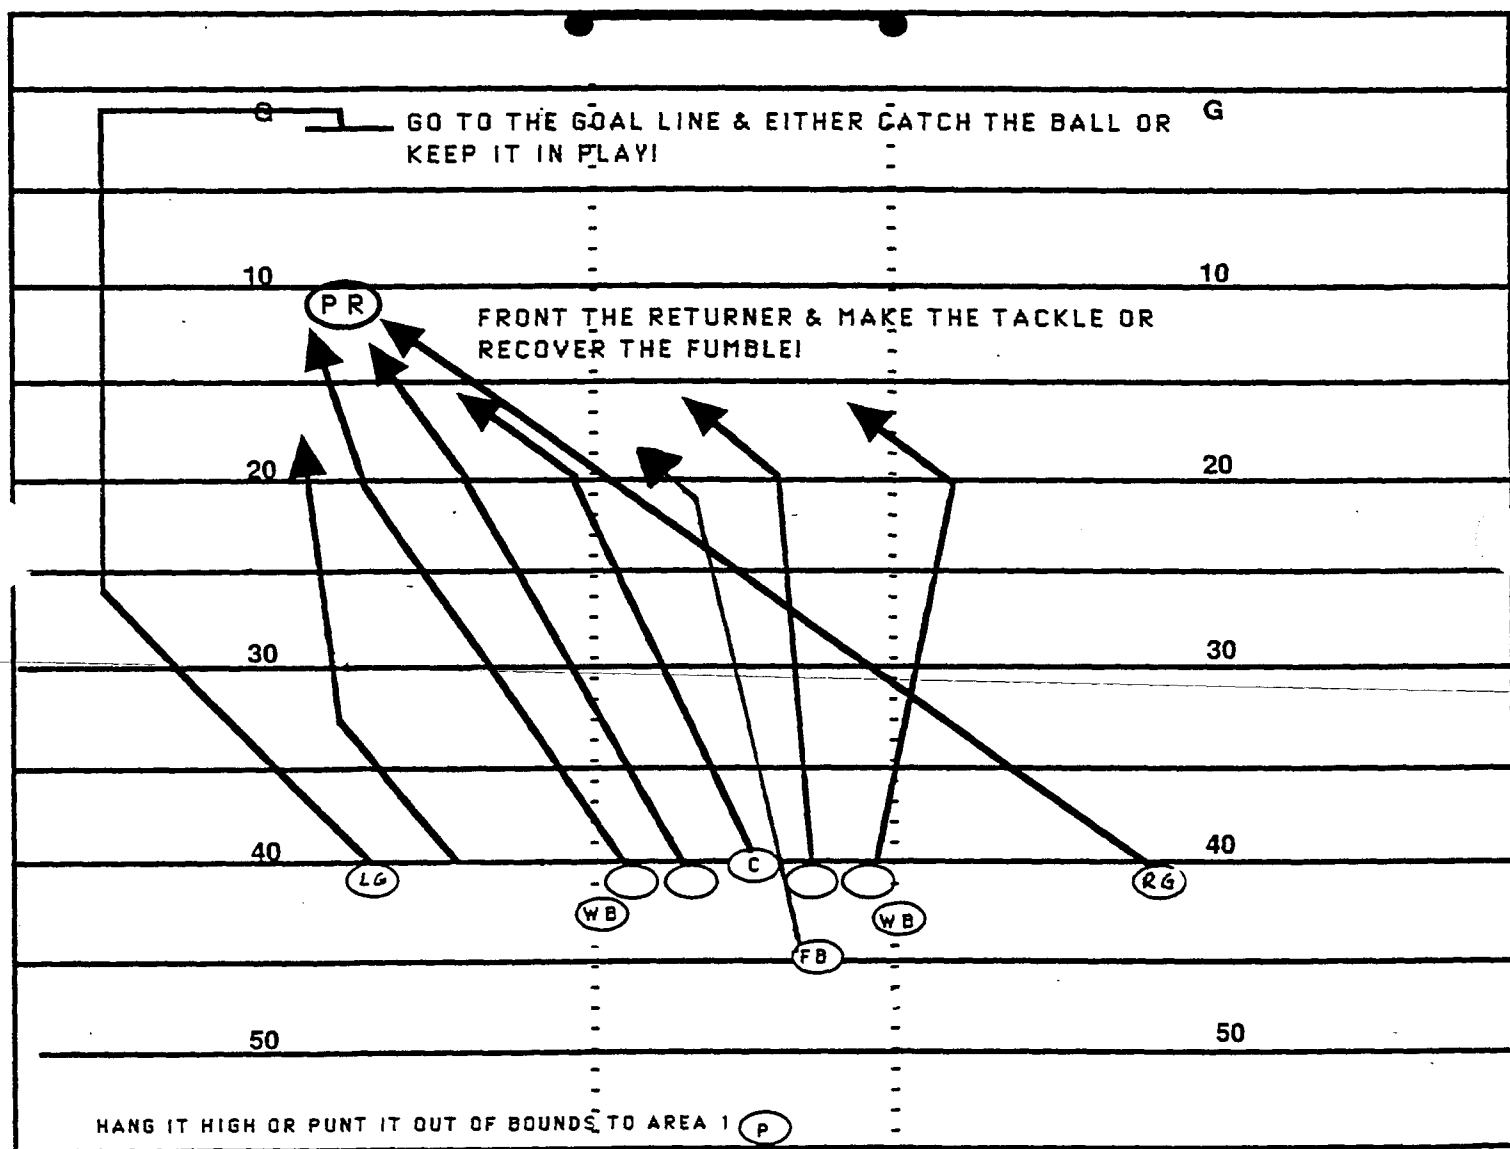 G
GO TO THE GOAL LINE & EITHER CATCH THE BALL OR
G
KEEP IT IN PLAY!
10
10
PR
FRONT THE RETURNER & MAKE THE TACKLE OR
RECOVER THE FUMBLE!
20
20
30
30
40
40
LG
C
RG
WB
WB
FB
50
50
HANG IT HIGH OR PUNT IT OUT OF BOUNDS TO AREA 1
P